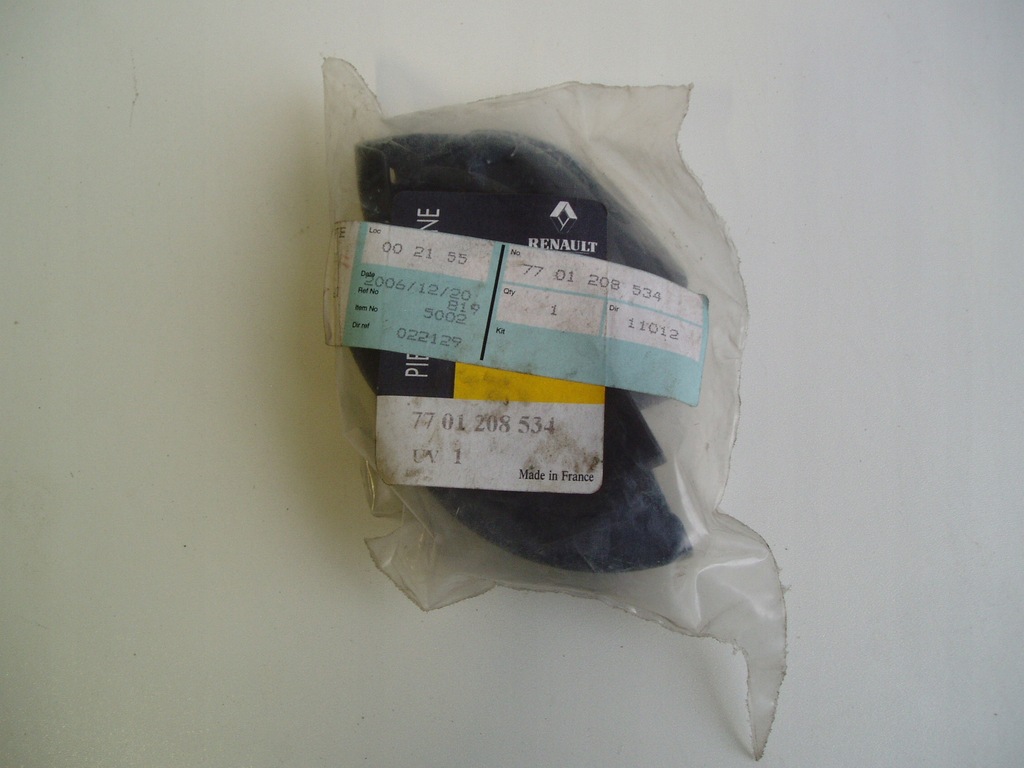 RENAULT
Loc
00 21 55
No
77 01 208 534
Date
2006/12/20
Ref No
819
Item No
5002
Dir ref
022129
Qty
1
Dir
11012
Kit
77 01 208 534
UV 1
Made in France